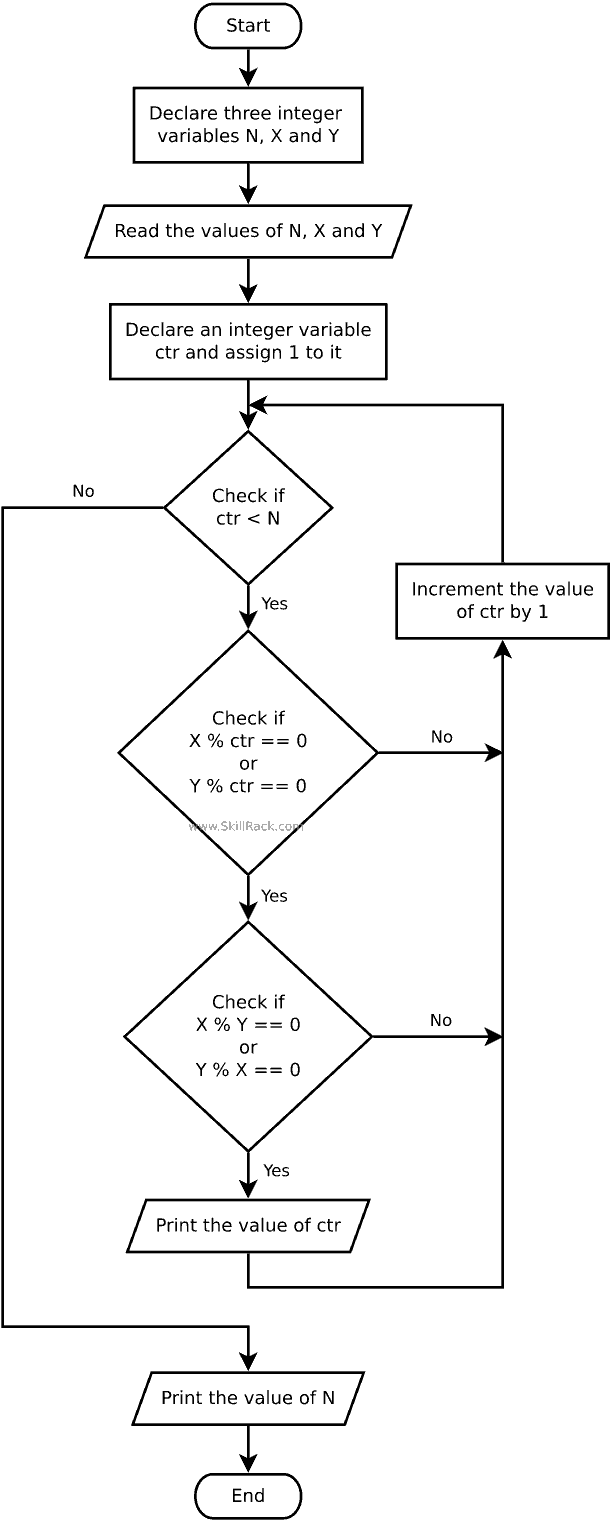 Start
Declare three integer
variables N, X and Y
Read the values of N, X and Y
Declare an integer variable
ctr and assign 1 to it
Check if
ctr < N
No
Yes
Increment the value
of ctr by 1
Check if
X % ctr == 0
or
Y % ctr == 0
No
www.SkillRack.com
Yes
Check if
X % Y == 0
or
Y % X == 0
No
Yes
Print the value of ctr
Print the value of N
End